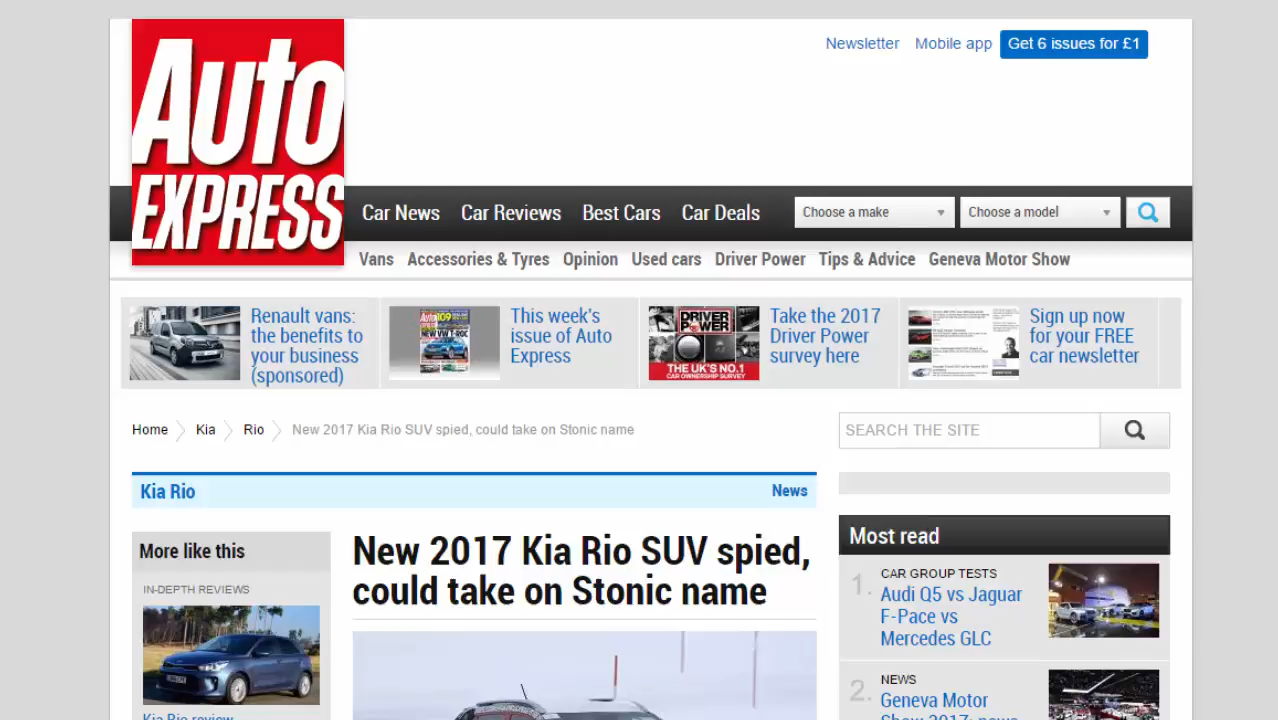 Auto
EXPRESS
Newsletter
Mobile app
Get 6 issues for £1
Car News
Car Reviews
Best Cars
Car Deals
Choose a make
Choose a model
Vans
Accessories & Tyres
Opinion
Used cars
Driver Power
Tips & Advice
Geneva Motor Show
Renault vans:
the benefits to
your business
(sponsored)
This week's
issue of Auto
Express
DRIVER
POWER
THE UK'S NO.1
CAR OWNERSHIP SURVEY
Take the 2017
Driver Power
survey here
Sign up now
for your FREE
car newsletter
Home
Kia
Rio
New 2017 Kia Rio SUV spied, could take on Stonic name
SEARCH THE SITE
Kia Rio
News
More like this
IN-DEPTH REVIEWS
Kia Rio review
New 2017 Kia Rio SUV spied,
could take on Stonic name
Most read
1.
CAR GROUP TESTS
Audi Q5 vs Jaguar
F-Pace vs
Mercedes GLC
2.
NEWS
Geneva Motor
Show 2017: news